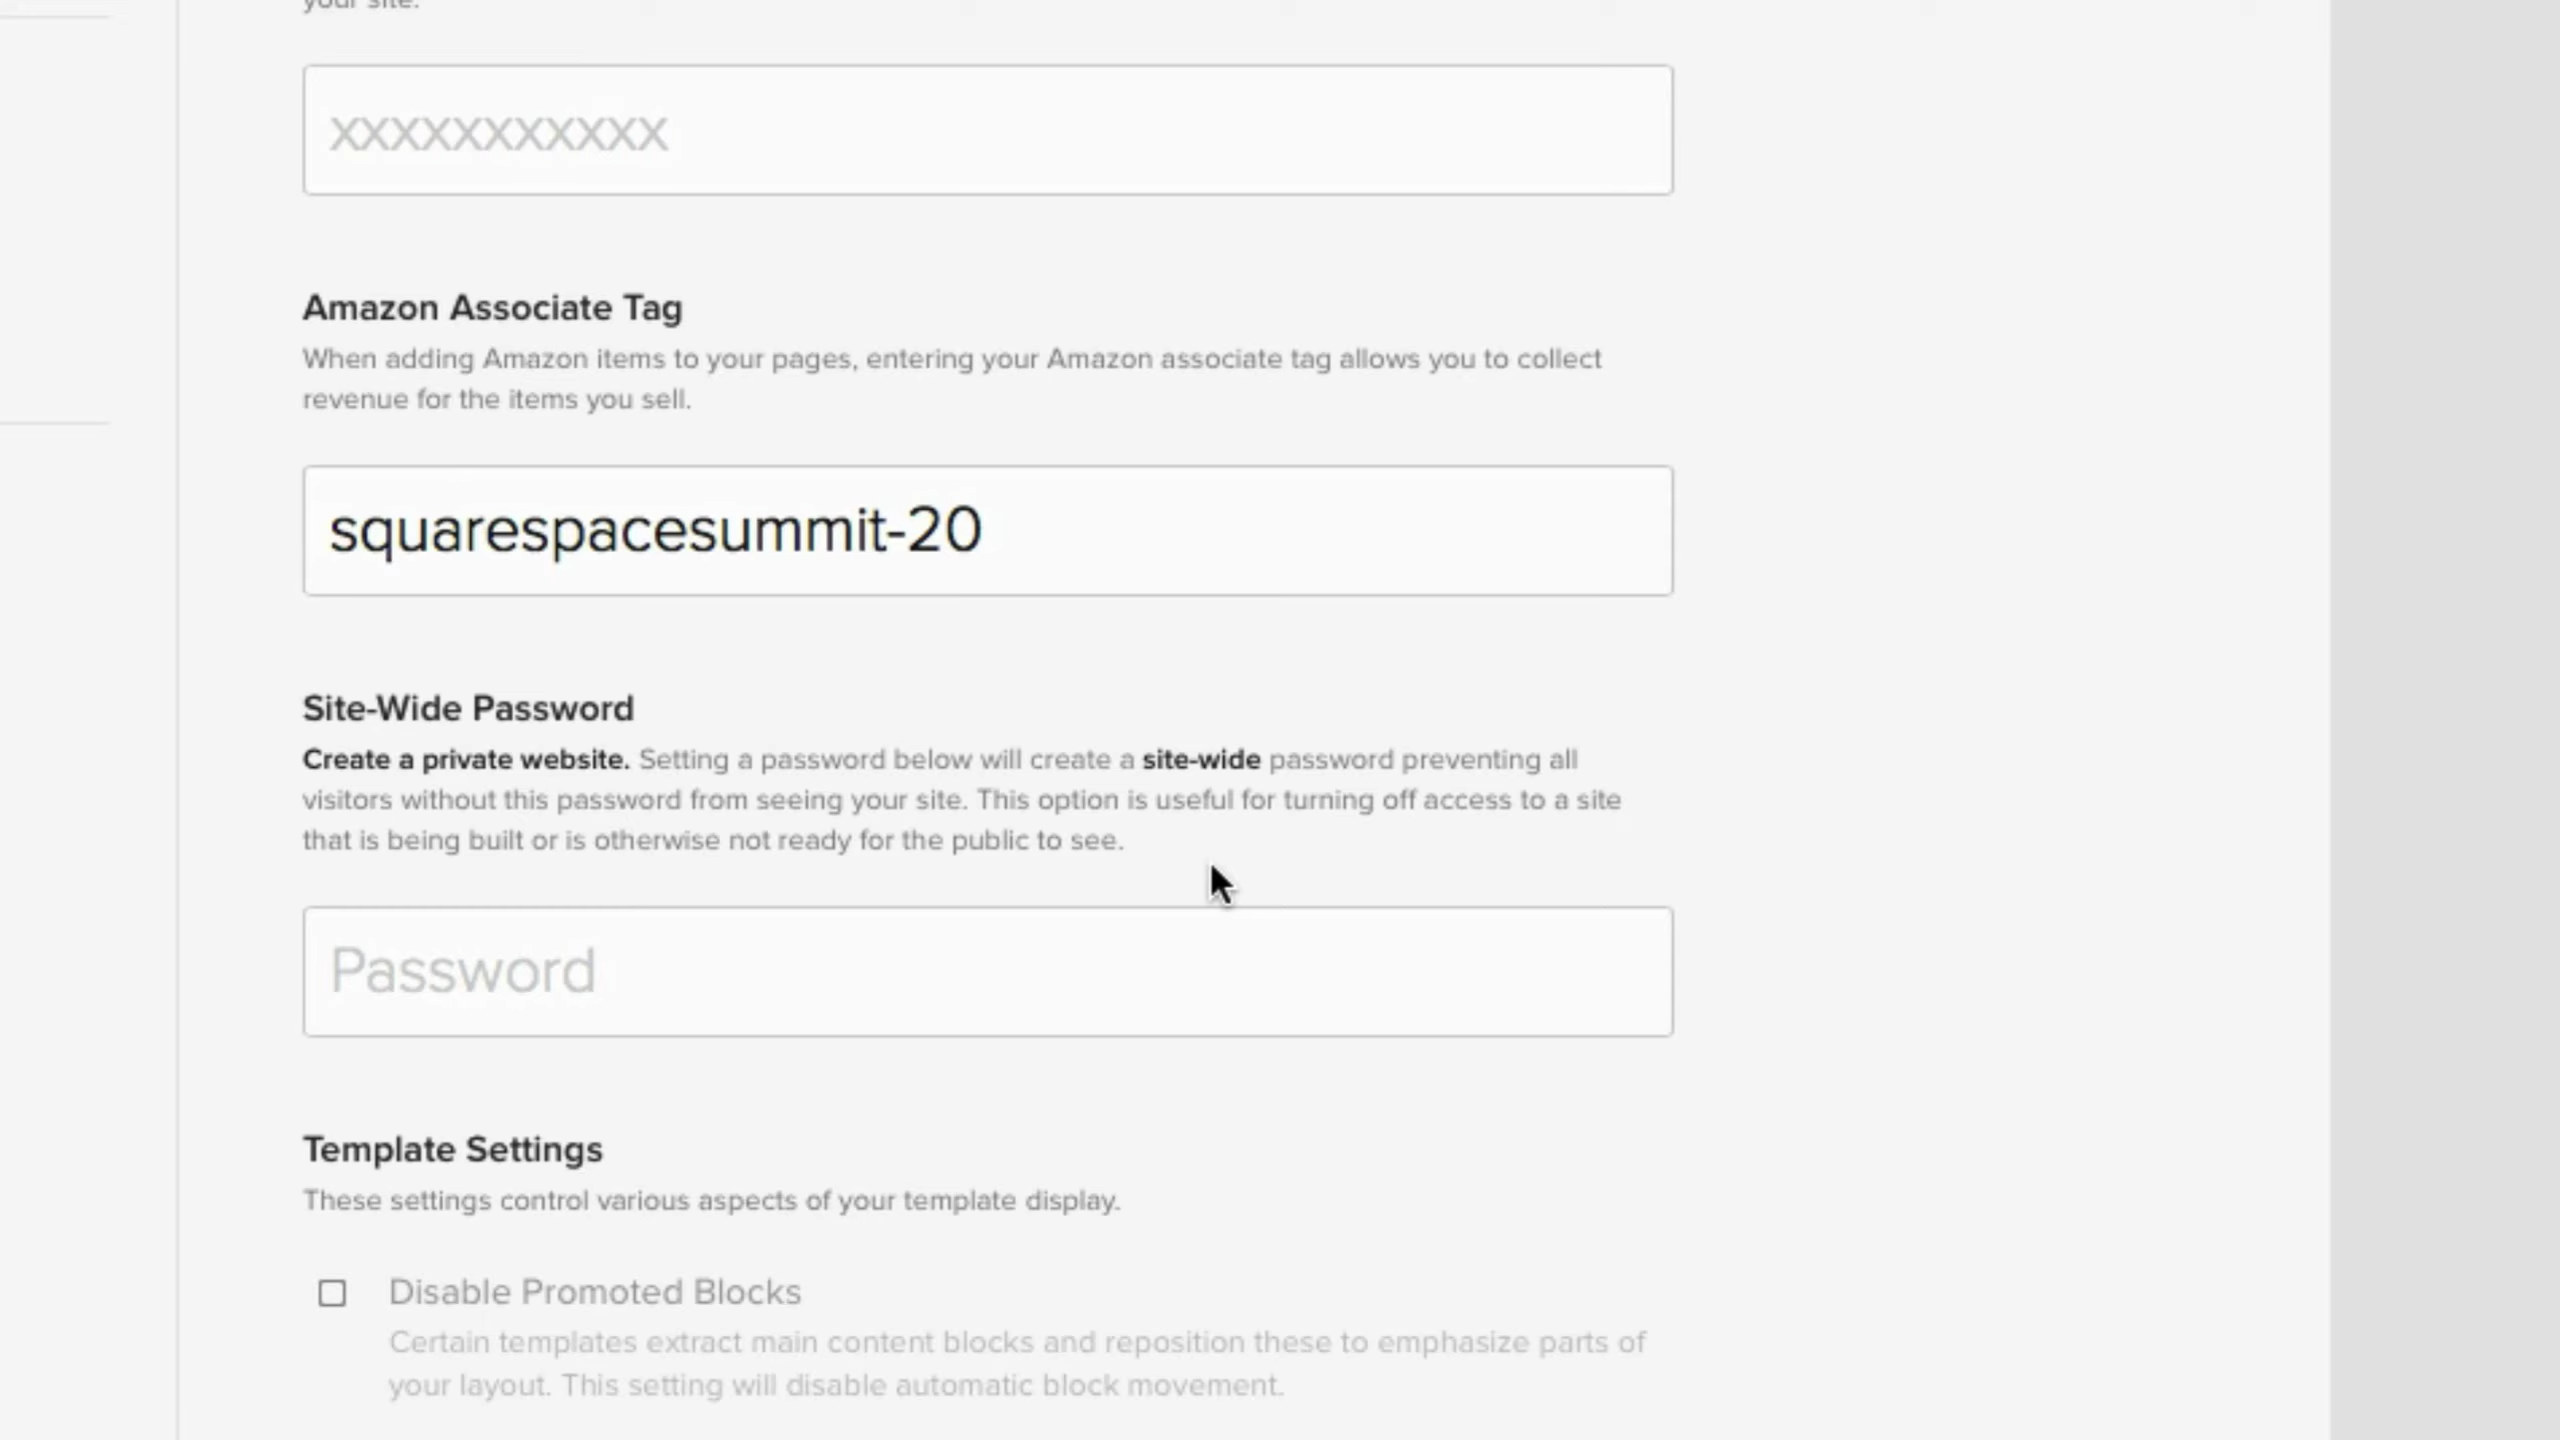 your site.
XXXXXXXXXXX
Amazon Associate Tag
When adding Amazon items to your pages, entering your Amazon associate tag allows you to collect
revenue for the items you sell.
squarespacesummit-20
Site-Wide Password
Create a private website. Setting a password below will create a site-wide password preventing all
visitors without this password from seeing your site. This option is useful for turning off access to a site
that is being built or is otherwise not ready for the public to see.
Password
Template Settings
These settings control various aspects of your template display.
Disable Promoted Blocks
Certain templates extract main content blocks and reposition these to emphasize parts of
your layout. This setting will disable automatic block movement.